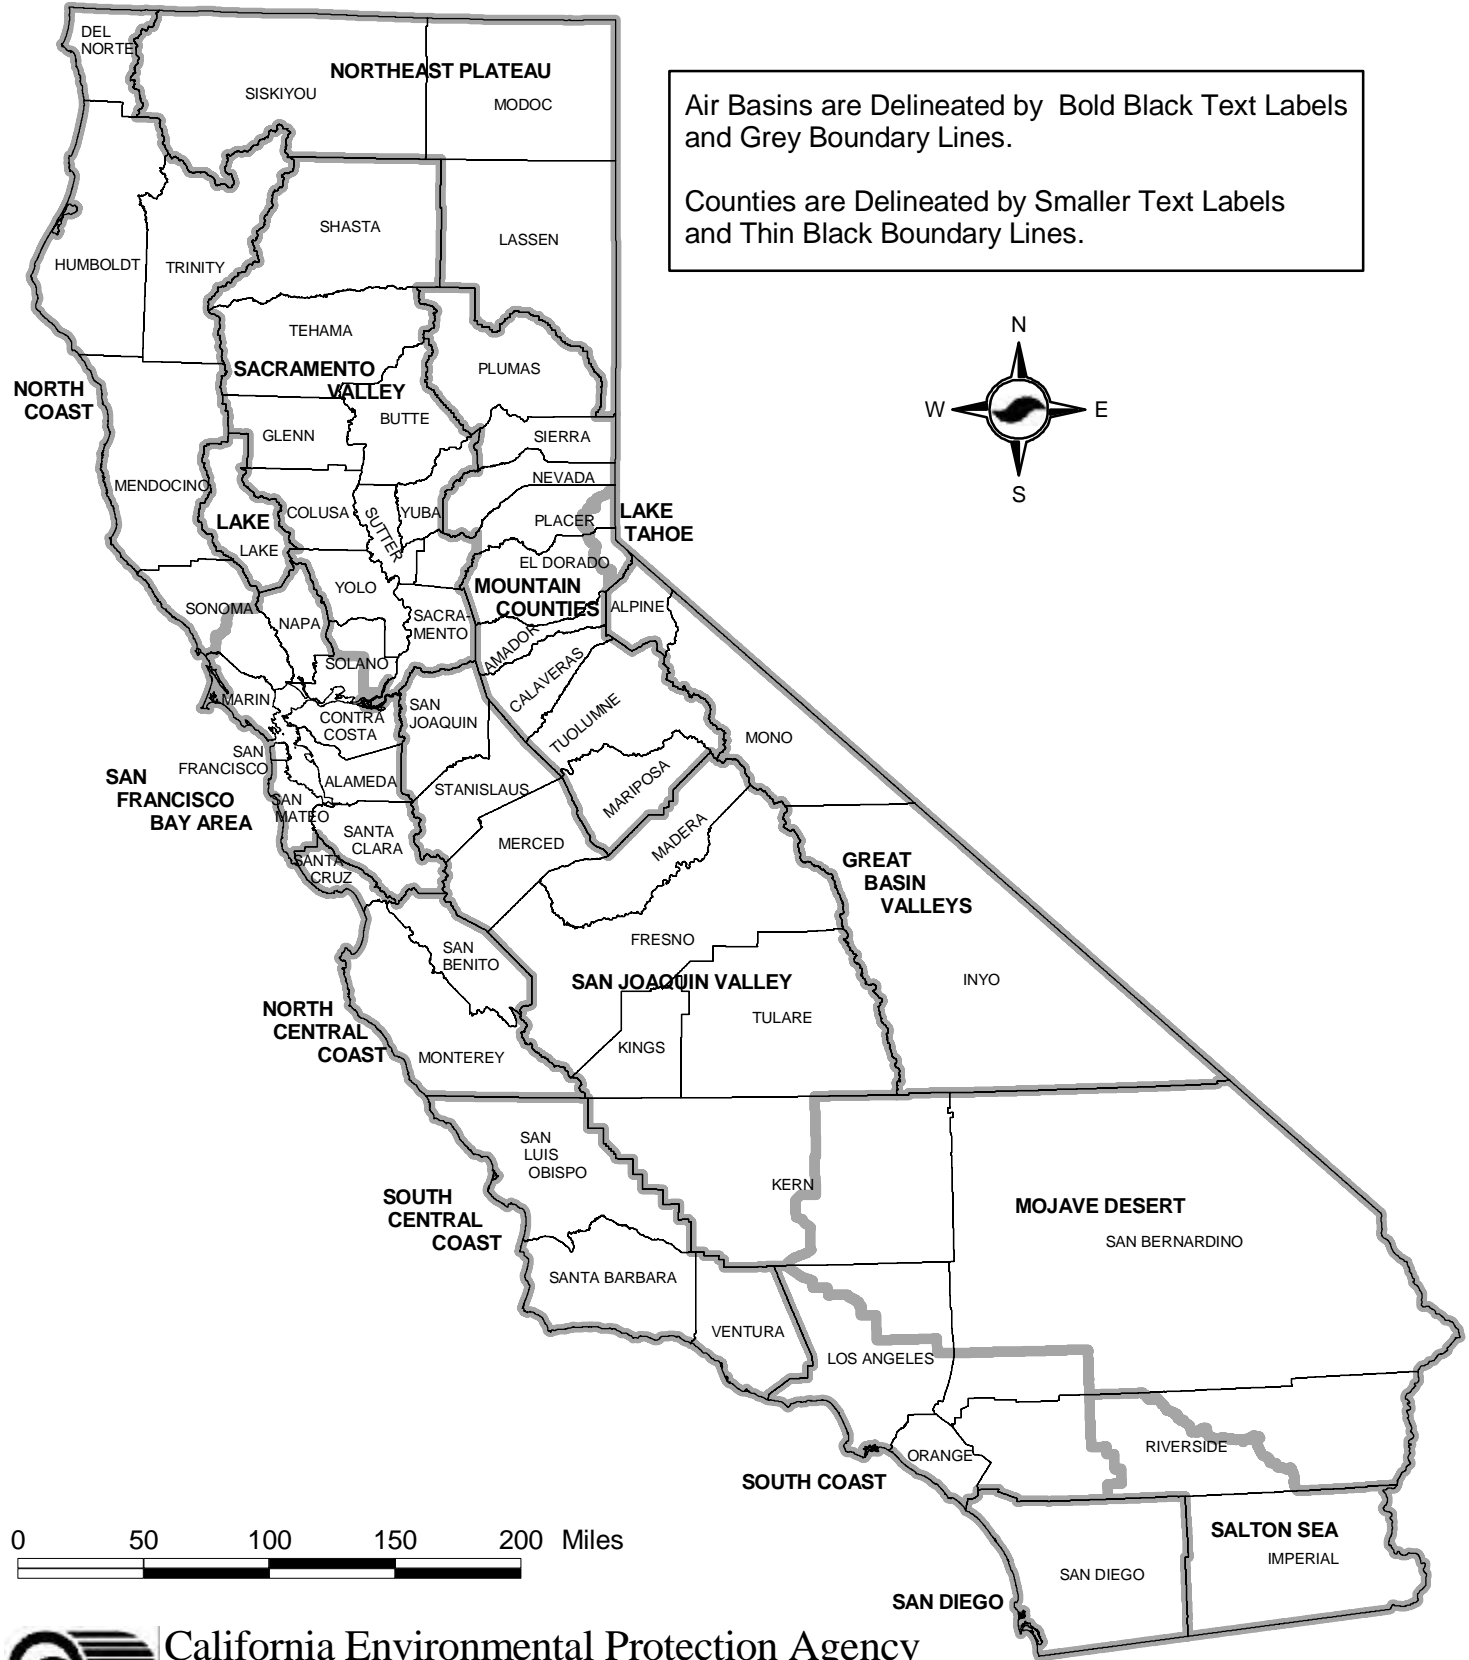 DEL
NORTE
SISKIYOU
NORTHEAST PLATEAU
MODOC
Air Basins are Delineated by Bold Black Text Labels
and Grey Boundary Lines.
Counties are Delineated by Smaller Text Labels
and Thin Black Boundary Lines.
SHASTA
LASSEN
HUMBOLDT
TRINITY
TEHAMA
SACRAMENTO
VALLEY
PLUMAS
NORTH
COAST
BUTTE
GLENN
SIERRA
N
W
E
S
MENDOCINO
NEVADA
LAKE
COLUSA
SUTTER
YUBA
PLACER
LAKE
TAHOE
LAKE
EL DORADO
YOLO
MOUNTAIN
COUNTIES
ALPINE
SONOMA
NAPA
SACRA-
MENTO
AMADOR
SOLANO
CALAVERAS
MARIN
SAN
JOAQUIN
CONTRA
COSTA
TUOLUMNE
MONO
SAN
FRANCISCO
SAN
FRANCISCO
BAY AREA
ALAMEDA
STANISLAUS
MARIPOSA
SAN
MATEO
SANTA
CLARA
MERCED
MADERA
SANTA
CRUZ
GREAT
BASIN
VALLEYS
SAN
BENITO
FRESNO
SAN JOAQUIN VALLEY
INYO
NORTH
CENTRAL
COAST
TULARE
KINGS
MONTEREY
SAN
LUIS
OBISPO
KERN
SOUTH
CENTRAL
COAST
MOJAVE DESERT
SAN BERNARDINO
SANTA BARBARA
VENTURA
LOS ANGELES
ORANGE
RIVERSIDE
SOUTH COAST
SALTON SEA
IMPERIAL
SAN DIEGO
SAN DIEGO
0 50 100 150 200 Miles
California Environmental Protection Agency